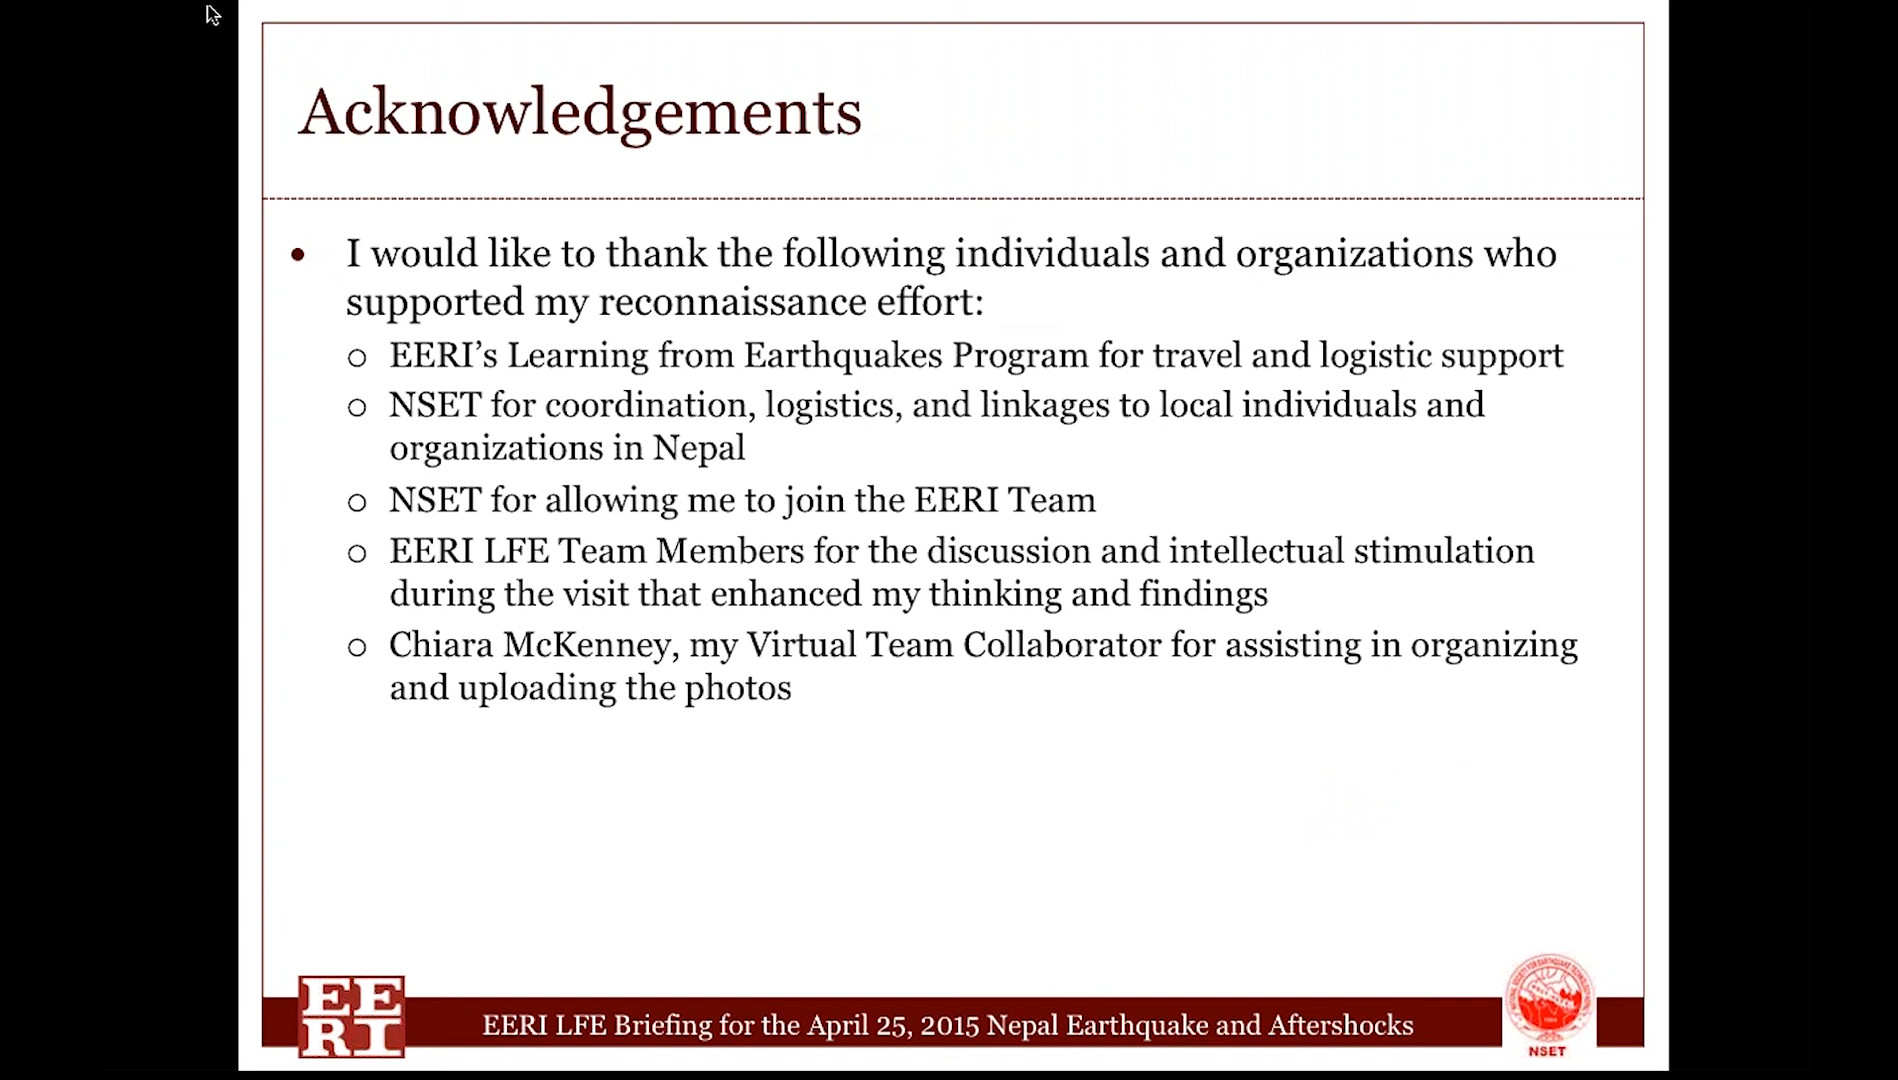 Acknowledgements
• I would like to thank the following individuals and organizations who
supported my reconnaissance effort:
o EERI’s Learning from Earthquakes Program for travel and logistic support
o NSET for coordination, logistics, and linkages to local individuals and
organizations in Nepal
o NSET for allowing me to join the EERI Team
o EERI LFE Team Members for the discussion and intellectual stimulation
during the visit that enhanced my thinking and findings
o Chiara McKenney, my Virtual Team Collaborator for assisting in organizing
and uploading the photos
EE
RI
EERI LFE Briefing for the April 25, 2015 Nepal Earthquake and Aftershocks
NSET